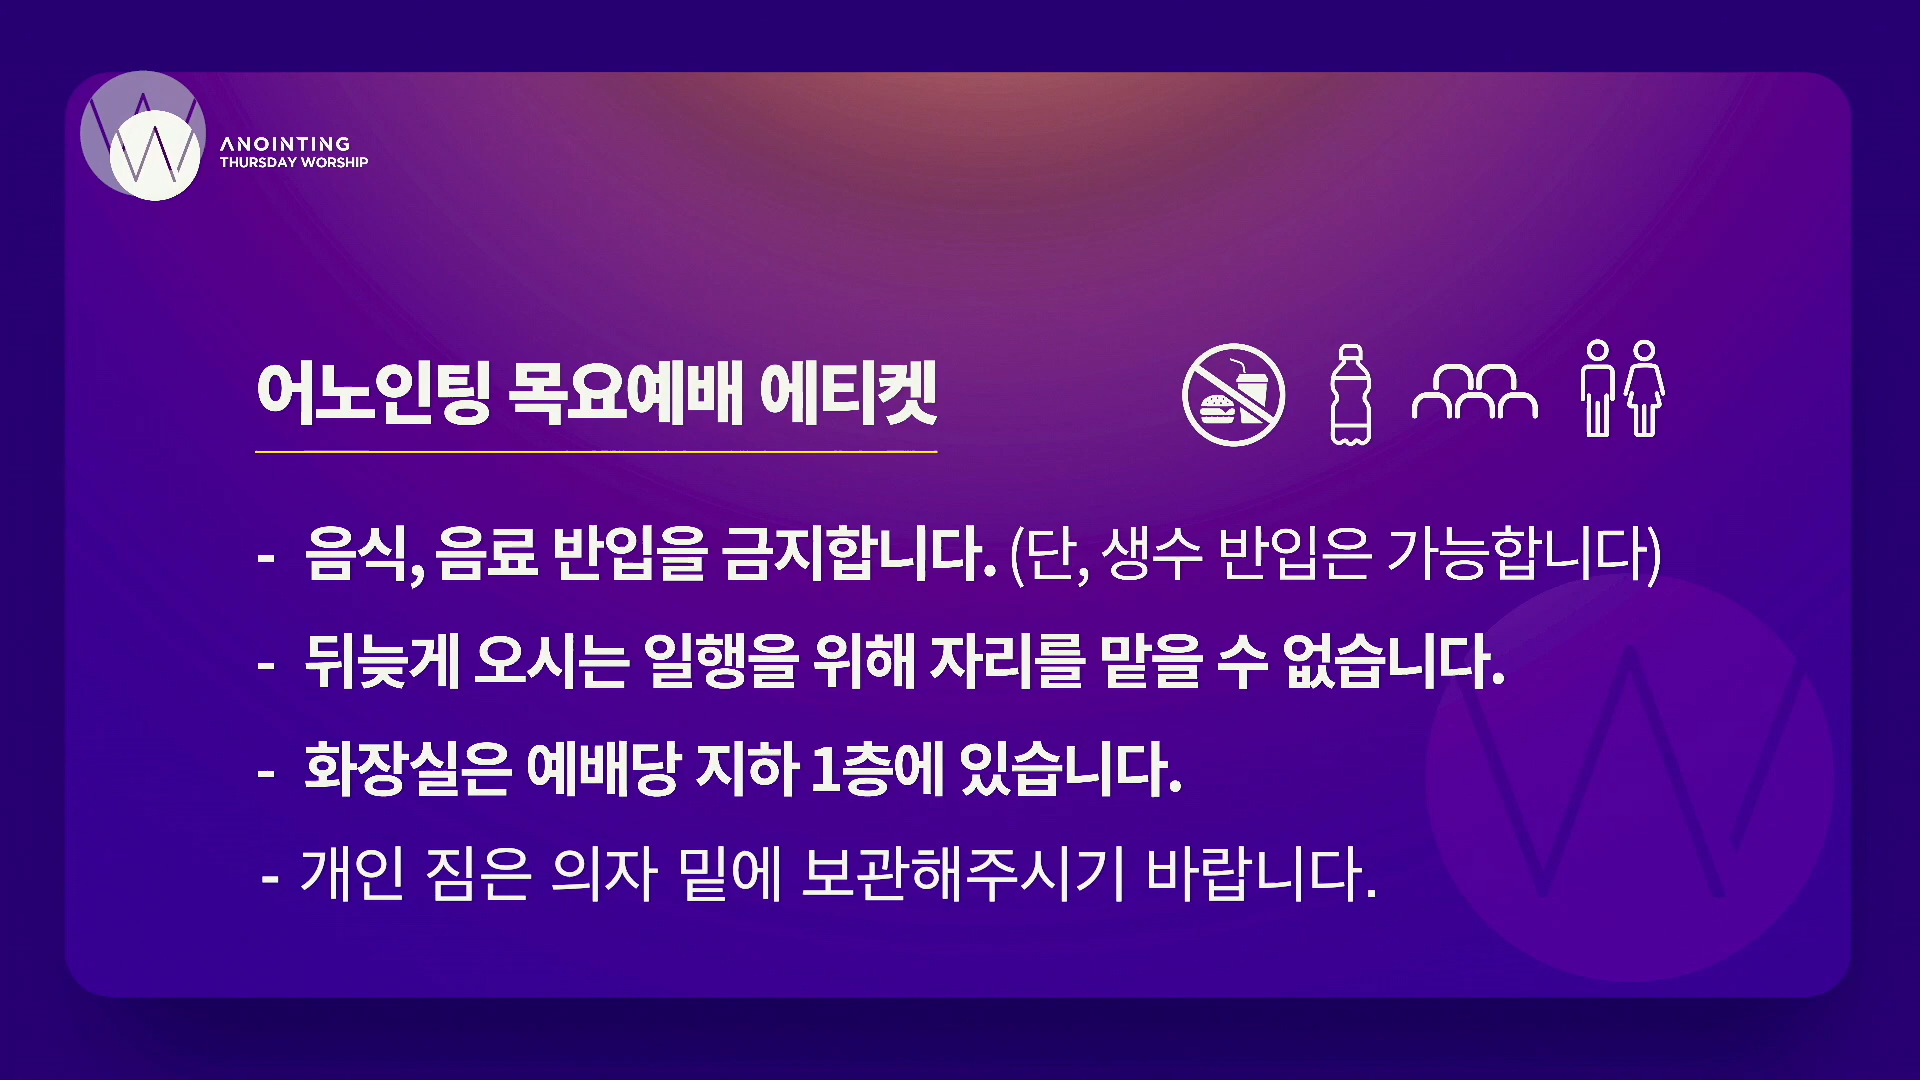 ANOINTING
THURSDAY WORSHIP
어노인팅 목요예배 에티켓
- 음식, 음료 반입을 금지합니다. (단, 생수 반입은 가능합니다)
- 뒤늦게 오시는 일행을 위해 자리를 맡을 수 없습니다.
- 화장실은 예배당 지하 1층에 있습니다.
- 개인 짐은 의자 밑에 보관해주시기 바랍니다.